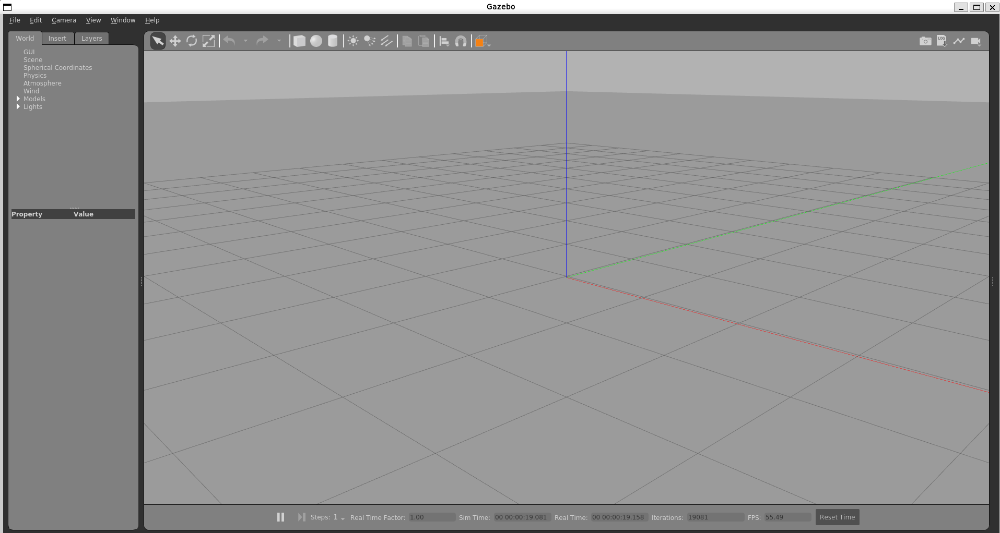 Gazebo
File Edit Camera View Window Help
World Insert Layers
LOG
GUI
Scene
Spherical Coordinates
Physics
Atmosphere
Wind
Models
Lights
Property Value
Steps: 1 Real Time Factor: 1.00 Sim Time: 00 00:00:19.081 Real Time: 00 00:00:19.158 Iterations: 19081 FPS: 55.49 Reset Time